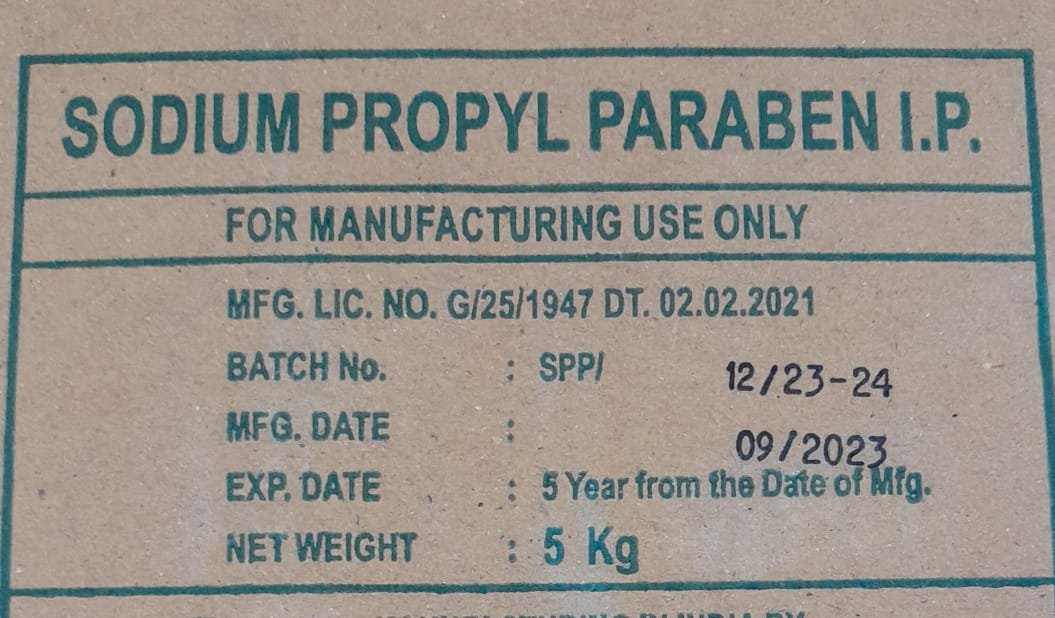 SODIUM PROPYL PARABEN I.P.
FOR MANUFACTURING USE ONLY
MFG. LIC. NO. G/25/1947 DT. 02.02.2021
BATCH No. : SPP/ 12/23-24
MFG. DATE : 09/2023
EXP. DATE : 5 Year from the Date of Mfg.
NET WEIGHT : 5 Kg